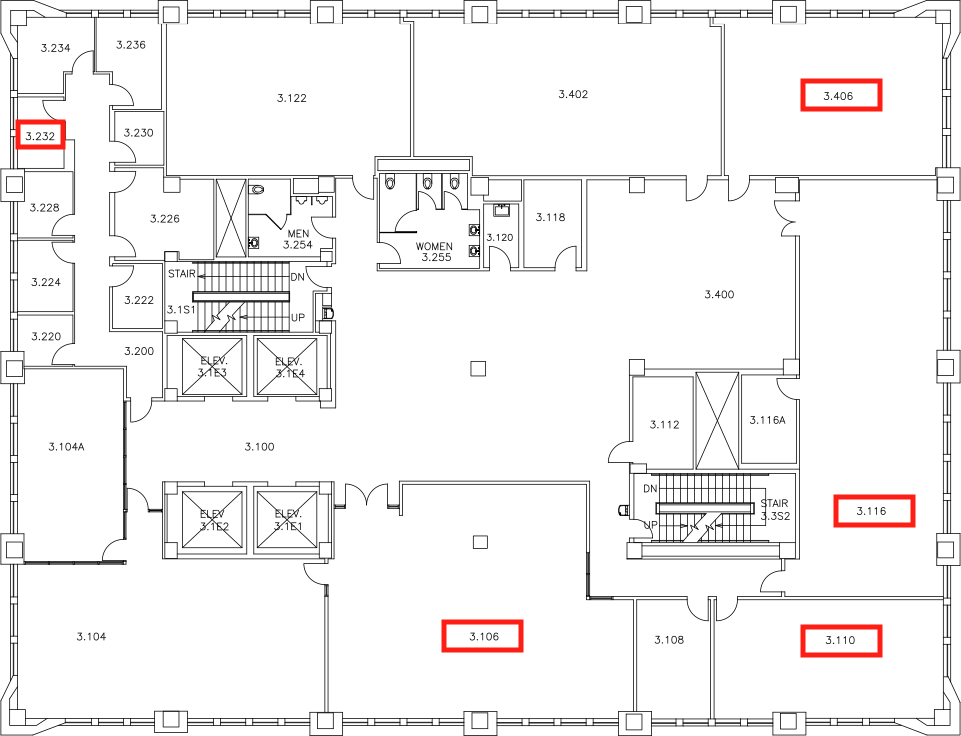 3.234
3.236
3.122
3.402
3.406
3.232
3.230
3.228
3.226
MEN
3.254
WOMEN
3.255
3.120
3.118
3.224
3.222
STAIR
DN
3.1S1
UP
3.400
3.220
3.200
ELEV.
3.1E3
ELEV.
3.1E4
3.104A
3.100
3.112
3.116A
DN
STAIR
3.3S2
UP
3.116
ELEV
3.1E2
ELEV.
3.1E1
3.104
3.106
3.108
3.110